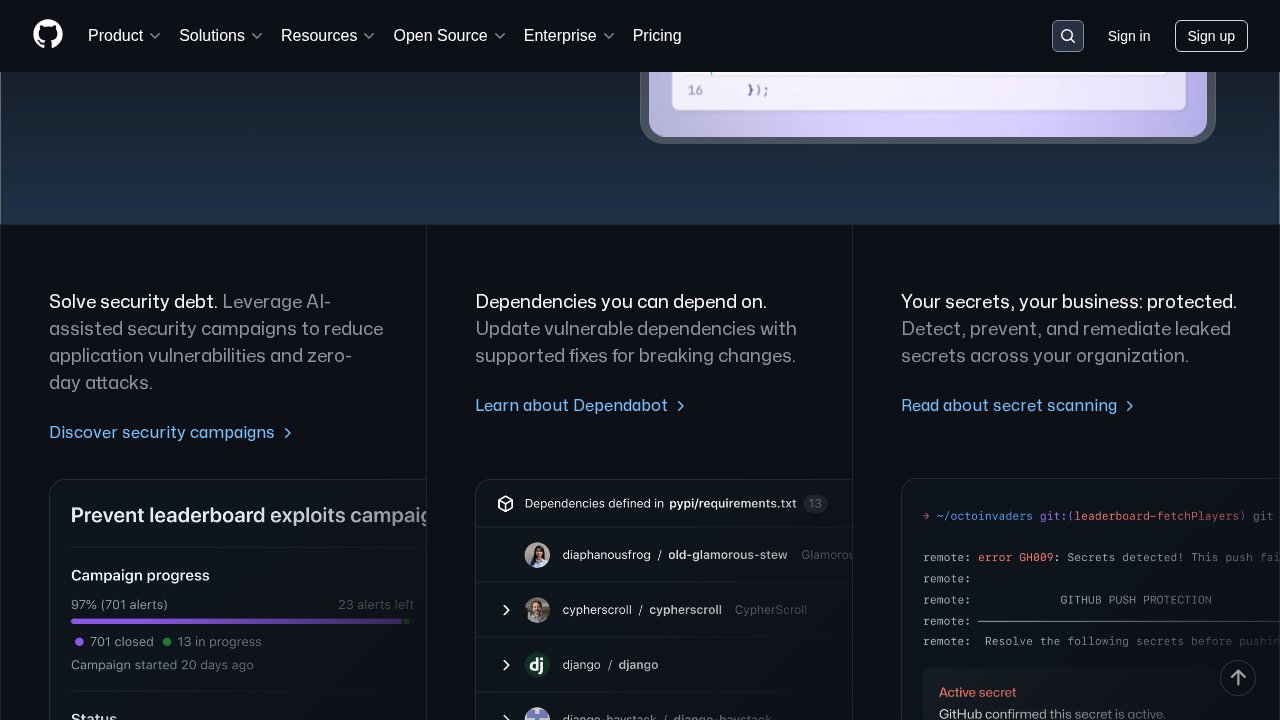 Product
Solutions
Resources
Open Source
Enterprise
Pricing
Sign in
Sign up
16 });
Solve security debt. Leverage AI-
assisted security campaigns to reduce
application vulnerabilities and zero-
day attacks.
Discover security campaigns
Dependencies you can depend on.
Update vulnerable dependencies with
supported fixes for breaking changes.
Learn about Dependabot
Your secrets, your business: protected.
Detect, prevent, and remediate leaked
secrets across your organization.
Read about secret scanning
Prevent leaderboard exploits campaig
Campaign progress
97% (701 alerts) 23 alerts left
701 closed 13 in progress
Campaign started 20 days ago
Status
Dependencies defined in pypi/requirements.txt 13
diaphanousfrog / old-glamorous-stew Glamorou
cypherscroll / cypherscroll CypherScroll
dj django / django
django-haystack / django-haystack
→ ~/octoinvaders git:(leaderboard-fetchPlayers) git
remote: error GH009: Secrets detected! This push fai
remote:
remote: GITHUB PUSH PROTECTION
remote:
remote: Resolve the following secrets before pushin
Active secret
GitHub confirmed this secret is active.